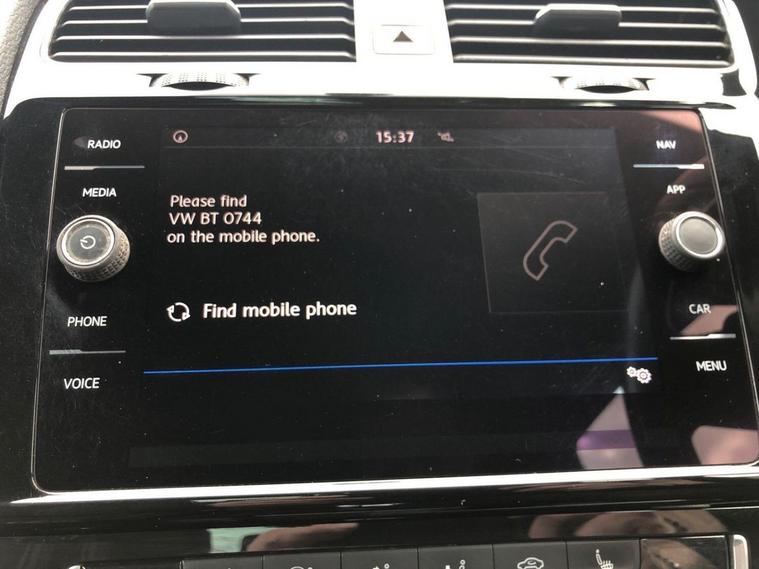 RADIO
15:37
NAV
MEDIA
APP
Please find
VW BT 0744
on the mobile phone.
PHONE
Find mobile phone
CAR
VOICE
MENU